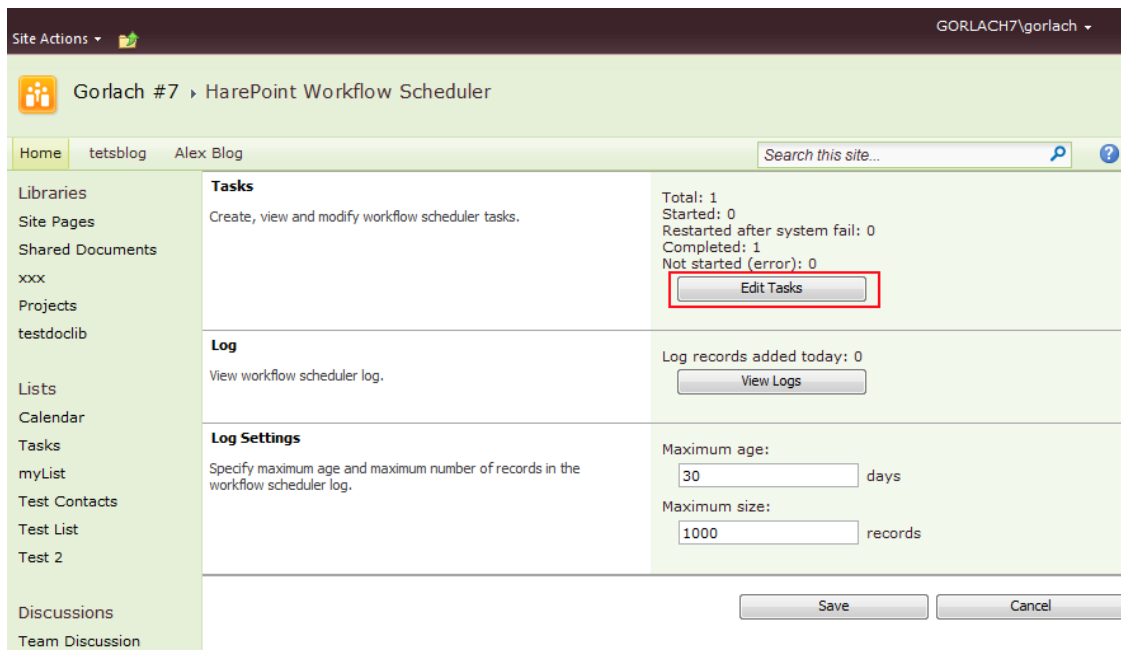 GORLACH7\gorlach
Site Actions
Gorlach #7 HarePoint Workflow Scheduler
Home tetsblog Alex Blog Search this site...
Libraries
Site Pages
Shared Documents
xxx
Projects
testdoclib
Lists
Calendar
Tasks
myList
Test Contacts
Test List
Test 2
Discussions
Team Discussion
Tasks
Create, view and modify workflow scheduler tasks.
Total: 1
Started: 0
Restarted after system fail: 0
Completed: 1
Not started (error): 0
Edit Tasks
Log
View workflow scheduler log.
Log records added today: 0
View Logs
Log Settings
Specify maximum age and maximum number of records in the
workflow scheduler log.
Maximum age:
30 days
Maximum size:
1000 records
Save Cancel